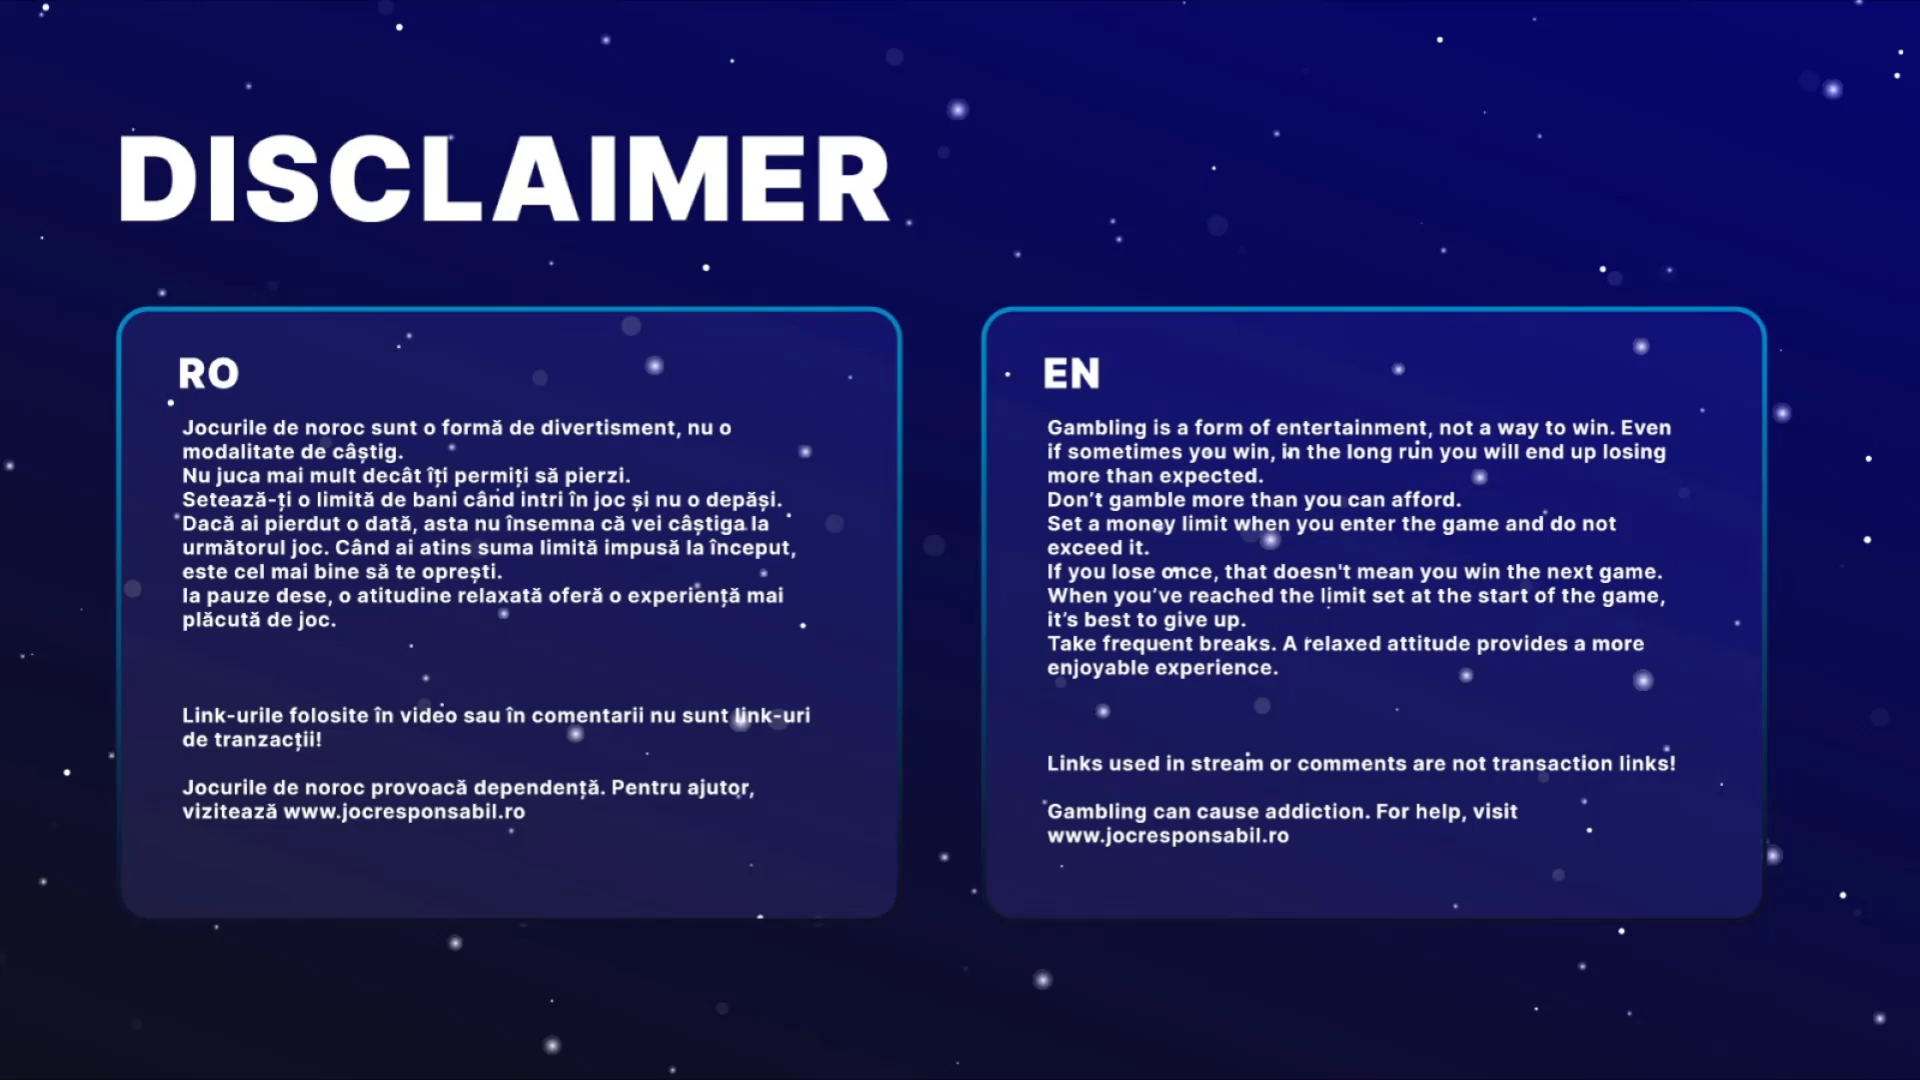 DISCLAIMER
RO
Jocurile de noroc sunt o formă de divertisment, nu o
modalitate de câștig.
Nu juca mai mult decât îți permiți să pierzi.
Setează-ți o limită de bani când intri în joc și nu o depăși.
Dacă ai pierdut o dată, asta nu însemna că vei câștiga la
următorul joc. Când ai atins suma limită impusă la început,
este cel mai bine să te oprești.
Ia pauze dese, o atitudine relaxată oferă o experiență mai
plăcută de joc.
Link-urile folosite în video sau în comentarii nu sunt link-uri
de tranzacții!
Jocurile de noroc provoacă dependență. Pentru ajutor,
vizitează www.jocresponsabil.ro
EN
Gambling is a form of entertainment, not a way to win. Even
if sometimes you win, in the long run you will end up losing
more than expected.
Don’t gamble more than you can afford.
Set a money limit when you enter the game and do not
exceed it.
If you lose once, that doesn't mean you win the next game.
When you’ve reached the limit set at the start of the game,
it’s best to give up.
Take frequent breaks. A relaxed attitude provides a more
enjoyable experience.
Links used in stream or comments are not transaction links!
Gambling can cause addiction. For help, visit
www.jocresponsabil.ro